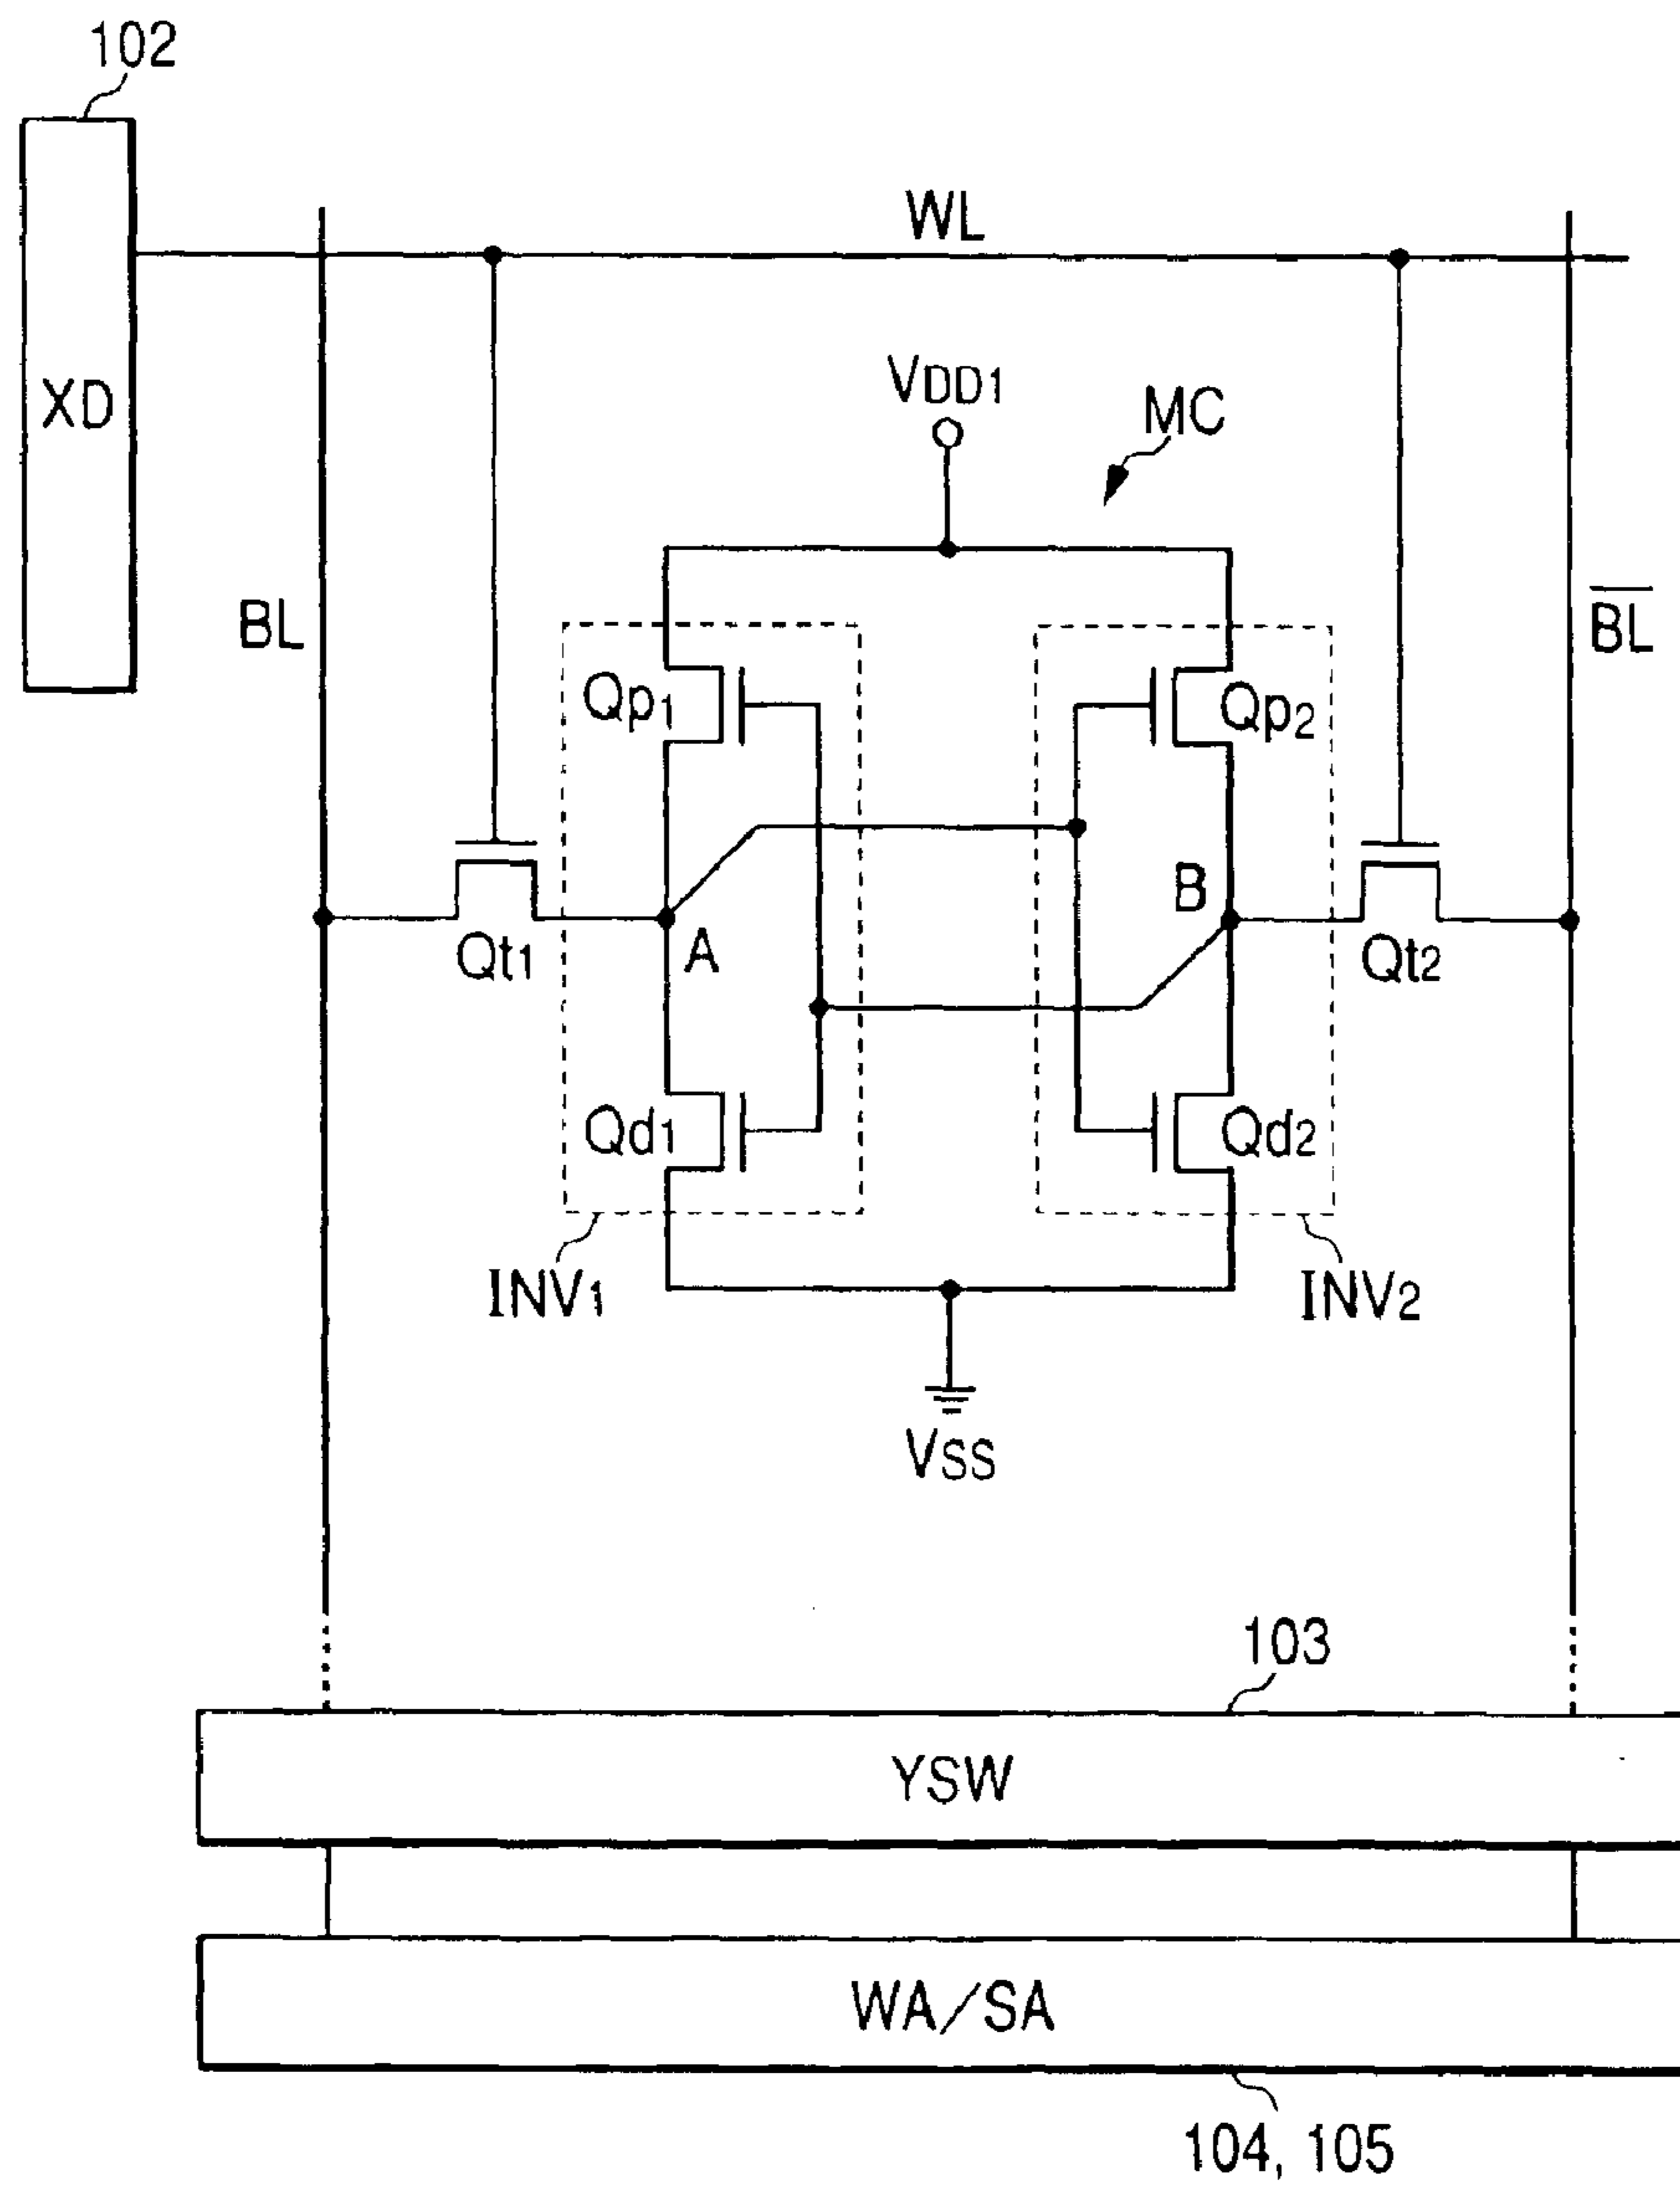 102
WL
XD
VDD1
MC
BL
B̅L̅
Qp1
Qp2
B
Qt1
A
Qt2
Qd1
Qd2
INV1
INV2
VSS
103
YSW
WA/SA
104, 105